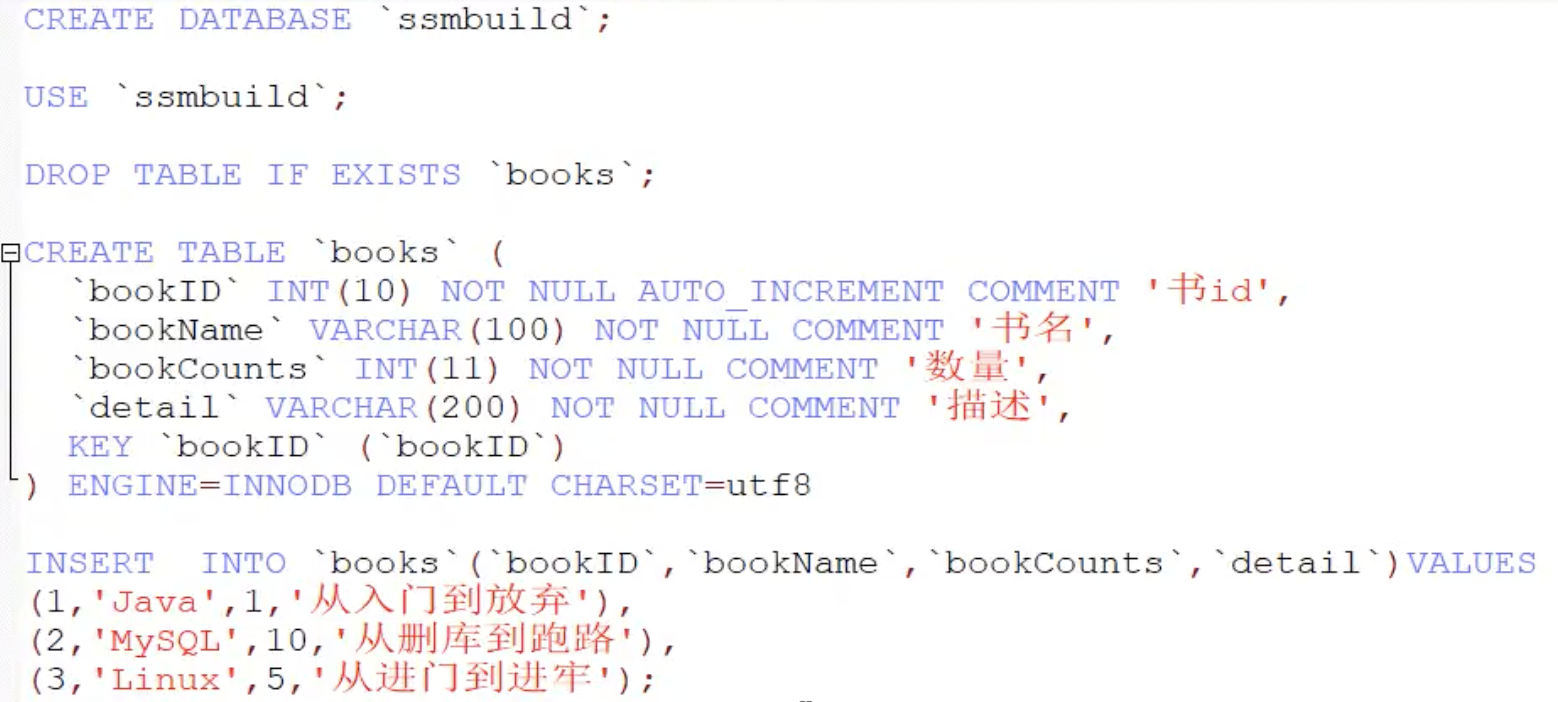 CREATE DATABASE `ssmbuild`;
USE `ssmbuild`;
DROP TABLE IF EXISTS `books`;
CREATE TABLE `books` (
`bookID` INT(10) NOT NULL AUTO_INCREMENT COMMENT '书id',
`bookName` VARCHAR(100) NOT NULL COMMENT '书名',
`bookCounts` INT(11) NOT NULL COMMENT '数量',
`detail` VARCHAR(200) NOT NULL COMMENT '描述',
KEY `bookID` (`bookID`)
) ENGINE=INNODB DEFAULT CHARSET=utf8
INSERT  INTO `books`(`bookID`,`bookName`,`bookCounts`,`detail`)VALUES
(1,'Java',1,'从入门到放弃'),
(2,'MySQL',10,'从删库到跑路'),
(3,'Linux',5,'从进门到进牢');